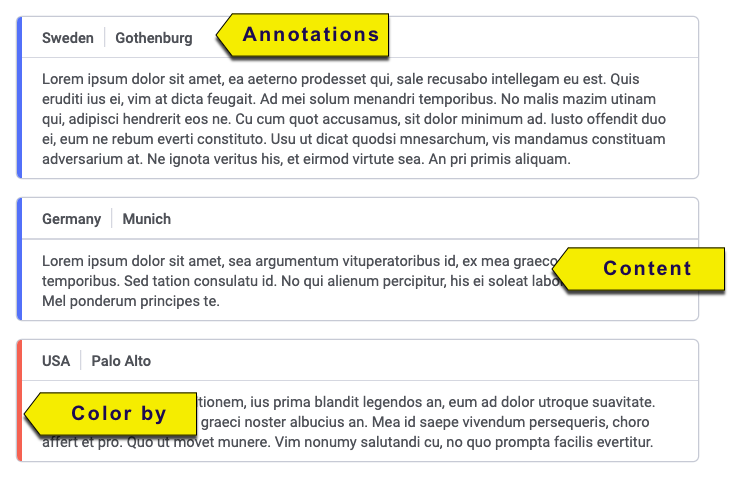 Sweden Gothenburg Annotations
Lorem ipsum dolor sit amet, ea aeterno prodesset qui, sale recusabo intellegam eu est. Quis
eruditi ius ei, vim at dicta feugait. Ad mei solum menandri temporibus. No malis mazim utinam
qui, adipisci hendrerit eos ne. Cu cum quot accusamus, sit dolor minimum ad. Iusto offendit duo
ei, eum ne rebum everti constituto. Usu ut dicat quodsi mnesarchum, vis mandamus constituam
adversarium at. Ne ignota veritus his, et eirmod virtute sea. An pri primis aliquam.
Germany Munich
Lorem ipsum dolor sit amet, sea argumentum vituperatoribus id, ex mea graeco
temporibus. Sed tation consulatu id. No qui alienum percipitur, his ei soleat
Content
Mel ponderum principes te.
USA Palo Alto
ius prima blandit legendos an, eum ad dolor utroque suavitate.
Color by
graeci noster albucius an. Mea id saepe vivendum persequeris, choro
affert et pro. Quo ut movet munere. Vim nonumy salutandi cu, no quo prompta facilis evertitur.